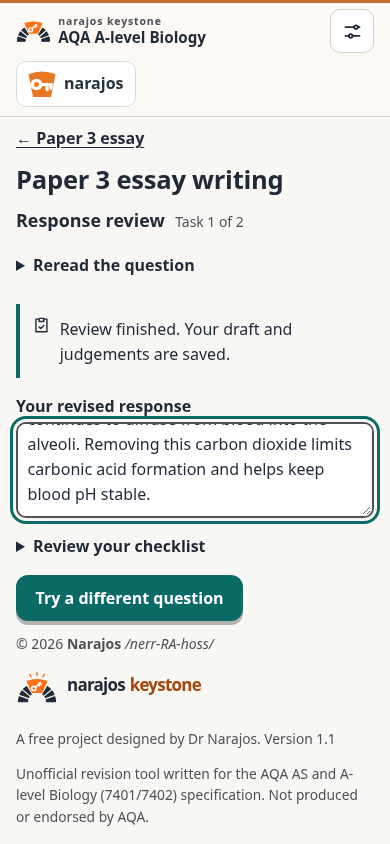 narajos keystone
AQA A-level Biology
narajos
← Paper 3 essay
Paper 3 essay writing
Response review Task 1 of 2
Reread the question
Review finished. Your draft and
judgements are saved.
Your revised response
alveoli. Removing this carbon dioxide limits
carbonic acid formation and helps keep
blood pH stable.
Review your checklist
Try a different question
© 2026 Narajos /nerr-RA-hoss/
narajos keystone
A free project designed by Dr Narajos. Version 1.1
Unofficial revision tool written for the AQA AS and A-
level Biology (7401/7402) specification. Not produced
or endorsed by AQA.